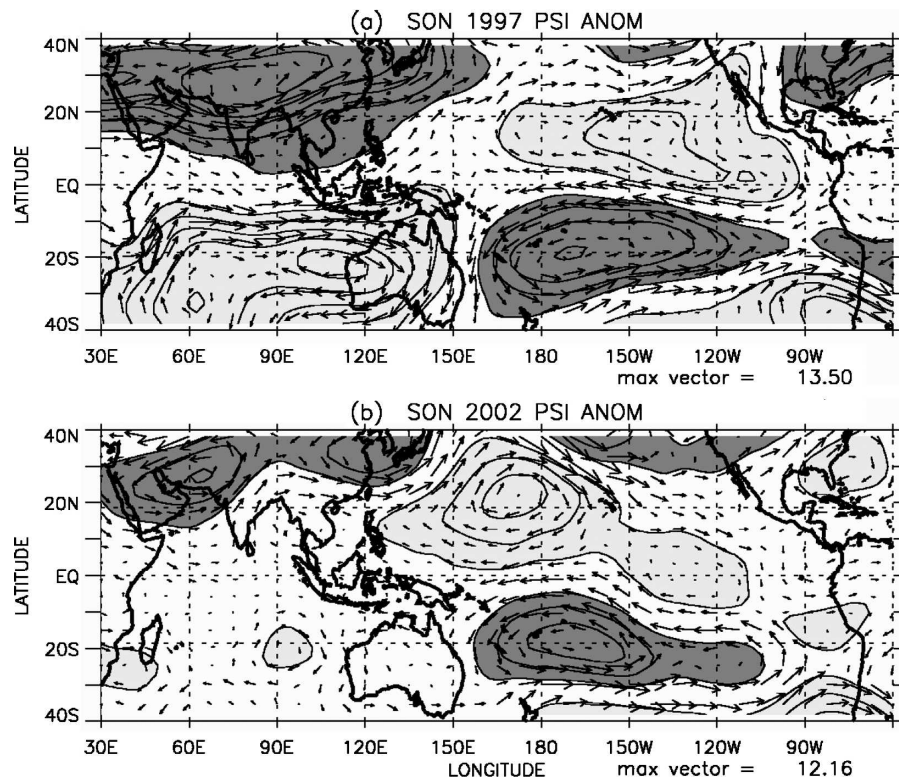 (a) SON 1997 PSI ANOM
40N
20N
EQ
20S
40S
LATITUDE
30E 60E 90E 120E 150E 180 150W 120W 90W
max vector = 13.50
(b) SON 2002 PSI ANOM
40N
20N
EQ
20S
40S
LATITUDE
30E 60E 90E 120E 150E 180 150W 120W 90W
LONGITUDE
max vector = 12.16